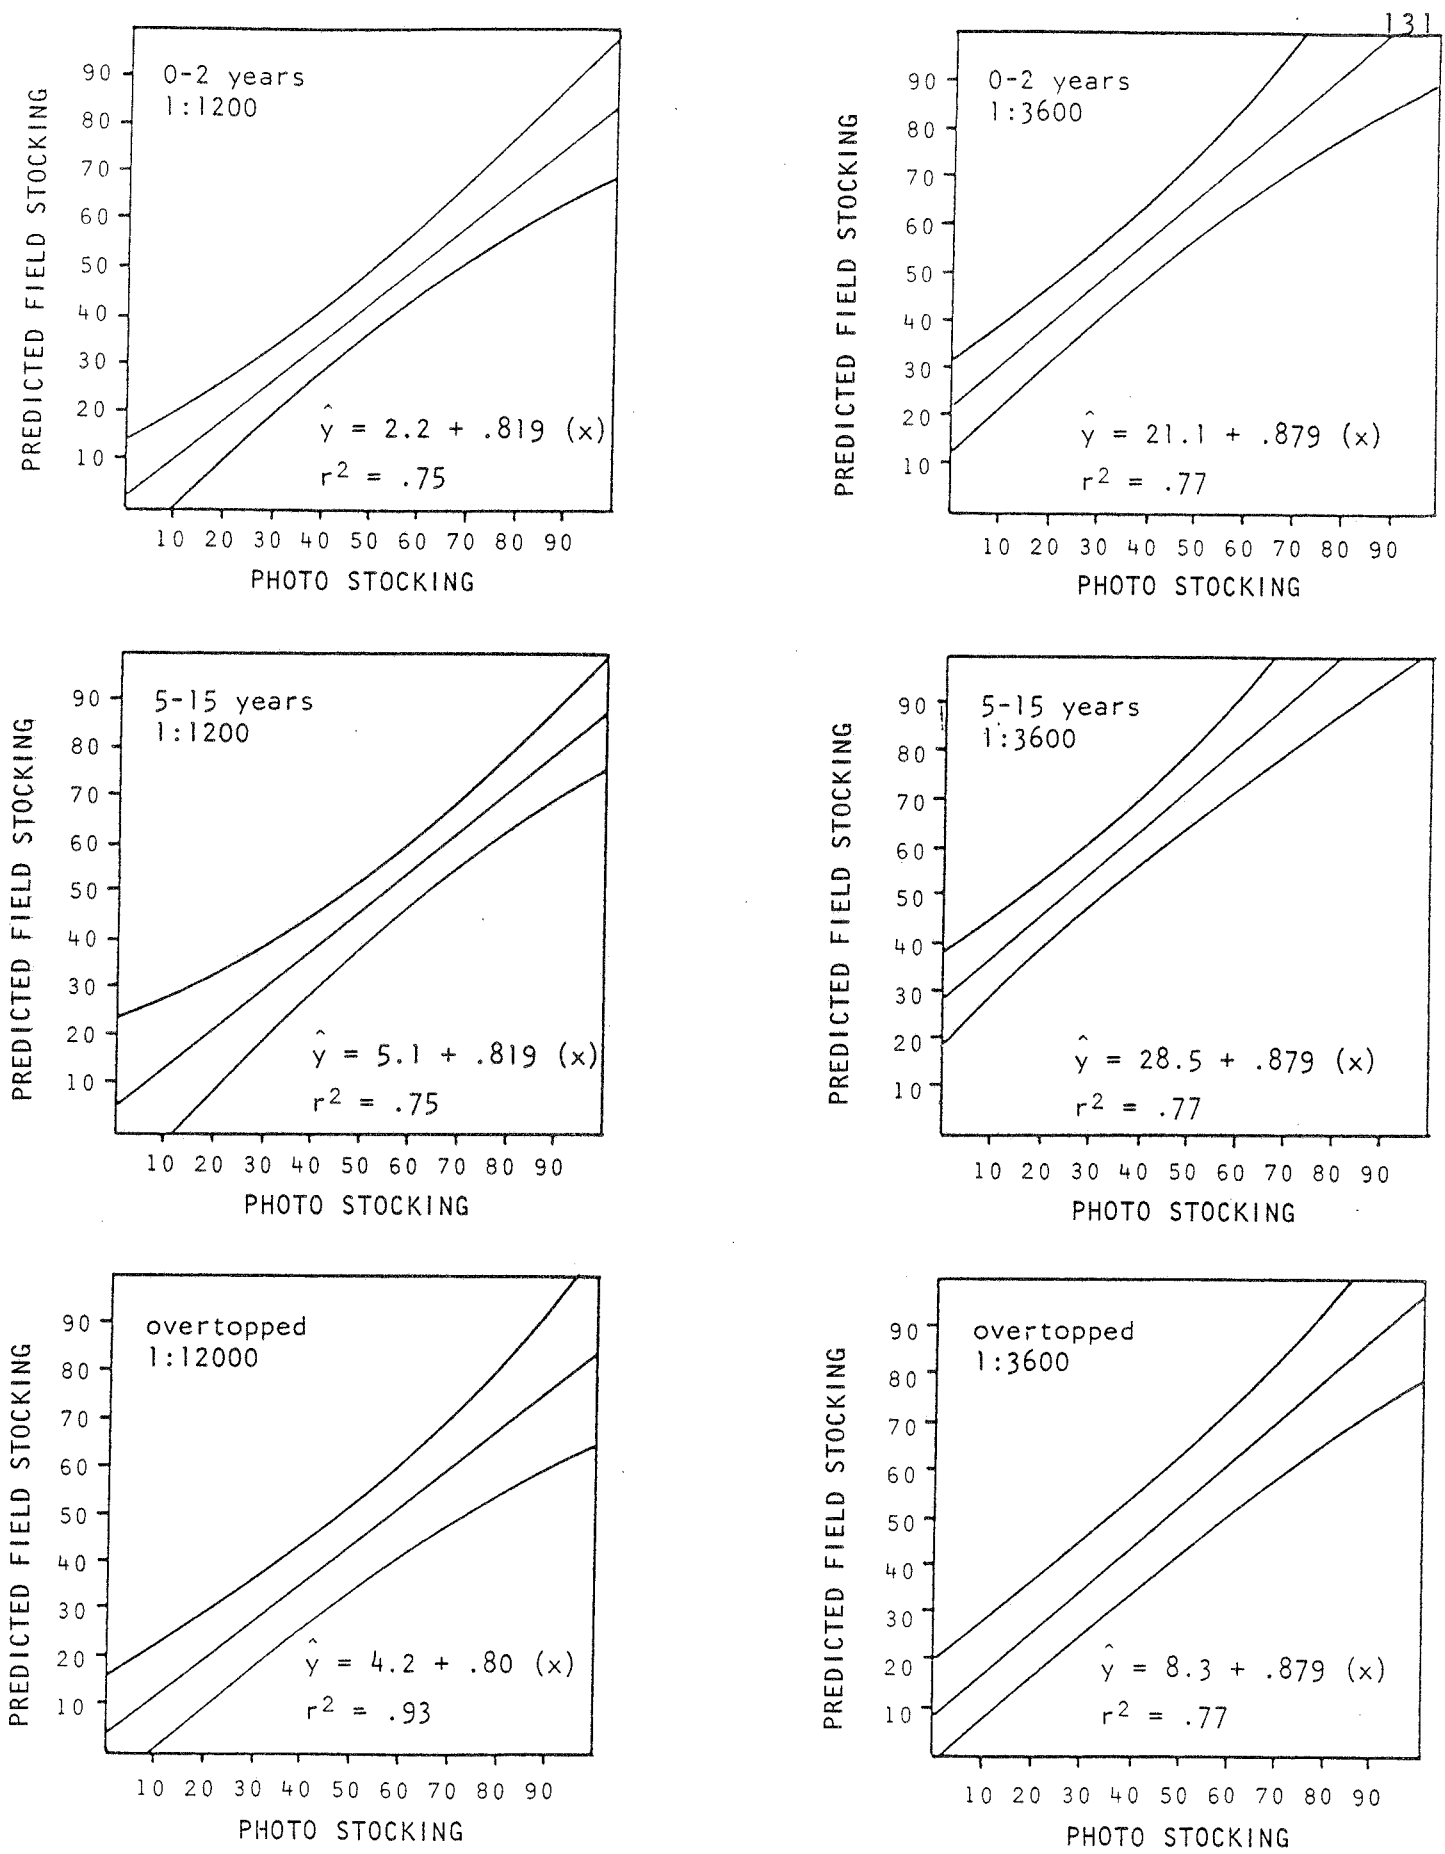 131
0-2 years
1:1200
PREDICTED FIELD STOCKING
90
80
70
60
50
40
30
20
10
ŷ = 2.2 + .819 (x)
r² = .75
10 20 30 40 50 60 70 80 90
PHOTO STOCKING
0-2 years
1:3600
PREDICTED FIELD STOCKING
90
80
70
60
50
40
30
20
10
ŷ = 21.1 + .879 (x)
r² = .77
10 20 30 40 50 60 70 80 90
PHOTO STOCKING
5-15 years
1:1200
PREDICTED FIELD STOCKING
90
80
70
60
50
40
30
20
10
ŷ = 5.1 + .819 (x)
r² = .75
10 20 30 40 50 60 70 80 90
PHOTO STOCKING
5-15 years
1:3600
PREDICTED FIELD STOCKING
90
80
70
60
50
40
30
20
10
ŷ = 28.5 + .879 (x)
r² = .77
10 20 30 40 50 60 70 80 90
PHOTO STOCKING
overtopped
1:12000
PREDICTED FIELD STOCKING
90
80
70
60
50
40
30
20
10
ŷ = 4.2 + .80 (x)
r² = .93
10 20 30 40 50 60 70 80 90
PHOTO STOCKING
overtopped
1:3600
PREDICTED FIELD STOCKING
90
80
70
60
50
40
30
20
10
ŷ = 8.3 + .879 (x)
r² = .77
10 20 30 40 50 60 70 80 90
PHOTO STOCKING